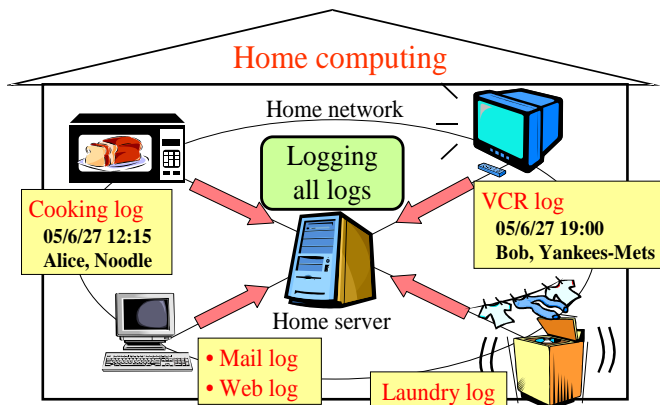 Home computing
Home network
Logging
all logs
Cooking log
05/6/27 12:15
Alice, Noodle
VCR log
05/6/27 19:00
Bob, Yankees-Mets
Home server
• Mail log
• Web log
Laundry log